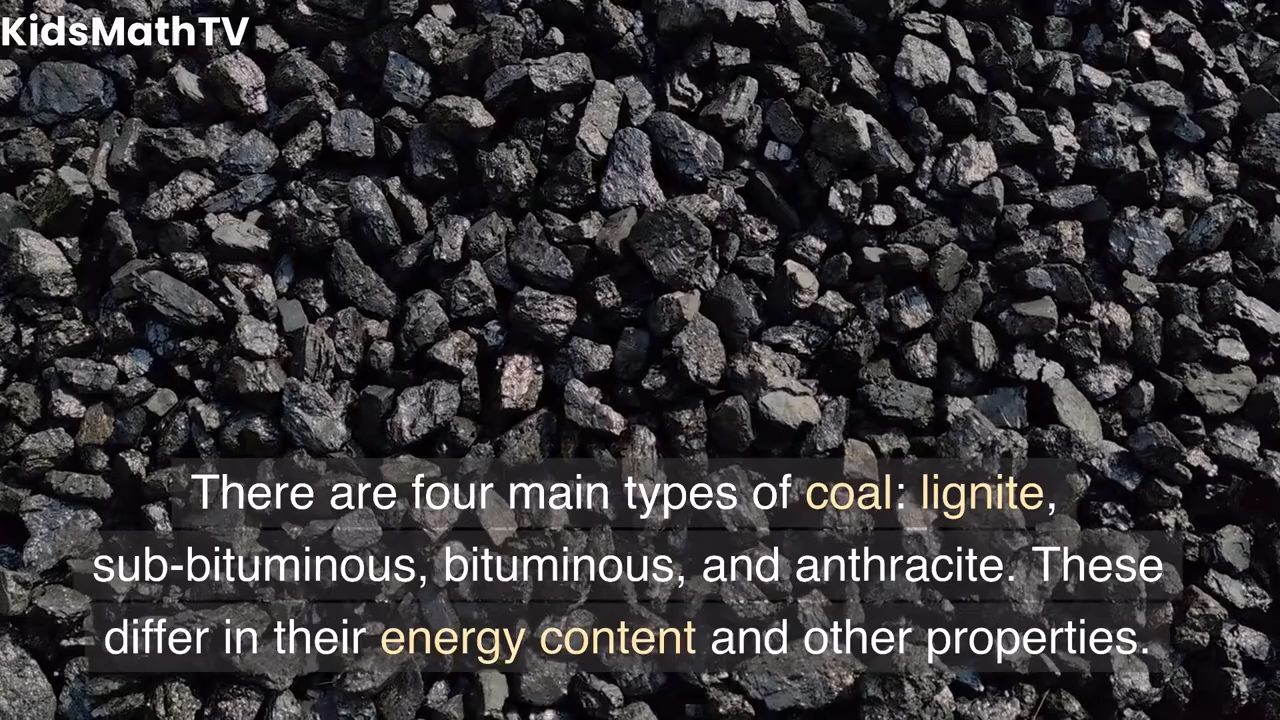 KidsMathTV
There are four main types of coal: lignite,
sub-bituminous, bituminous, and anthracite. These
differ in their energy content and other properties.